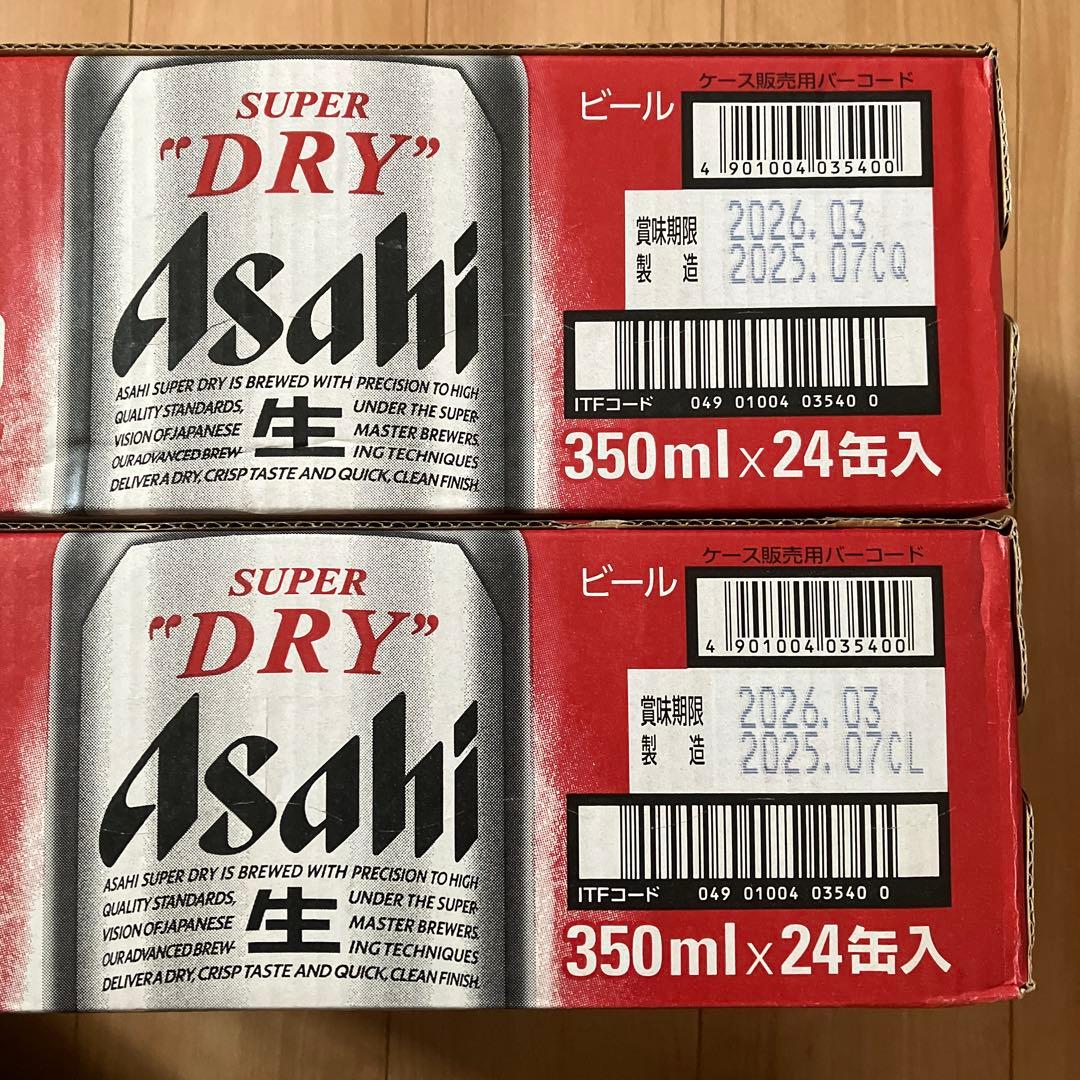 SUPER
"DRY"
Asahi
ASAHI SUPER DRY IS BREWED WITH PRECISION TO HIGH
QUALITY STANDARDS, UNDER THE SUPER-
VISION OF JAPANESE 生 MASTER BREWERS.
OUR ADVANCED BREW- ING TECHNIQUES
DELIVER A DRY, CRISP TASTE AND QUICK, CLEAN FINISH.
ビール
ケース販売用バーコード
4 901004 035400
賞味期限 2026.03
製造 2025.07CQ
ITFコード 049 01004 03540 0
350ml×24缶入
SUPER
"DRY"
Asahi
ASAHI SUPER DRY IS BREWED WITH PRECISION TO HIGH
QUALITY STANDARDS, UNDER THE SUPER-
VISION OF JAPANESE 生 MASTER BREWERS.
OUR ADVANCED BREW- ING TECHNIQUES
DELIVER A DRY, CRISP TASTE AND QUICK, CLEAN FINISH.
ビール
ケース販売用バーコード
4 901004 035400
賞味期限 2026.03
製造 2025.07CL
ITFコード 049 01004 03540 0
350ml×24缶入